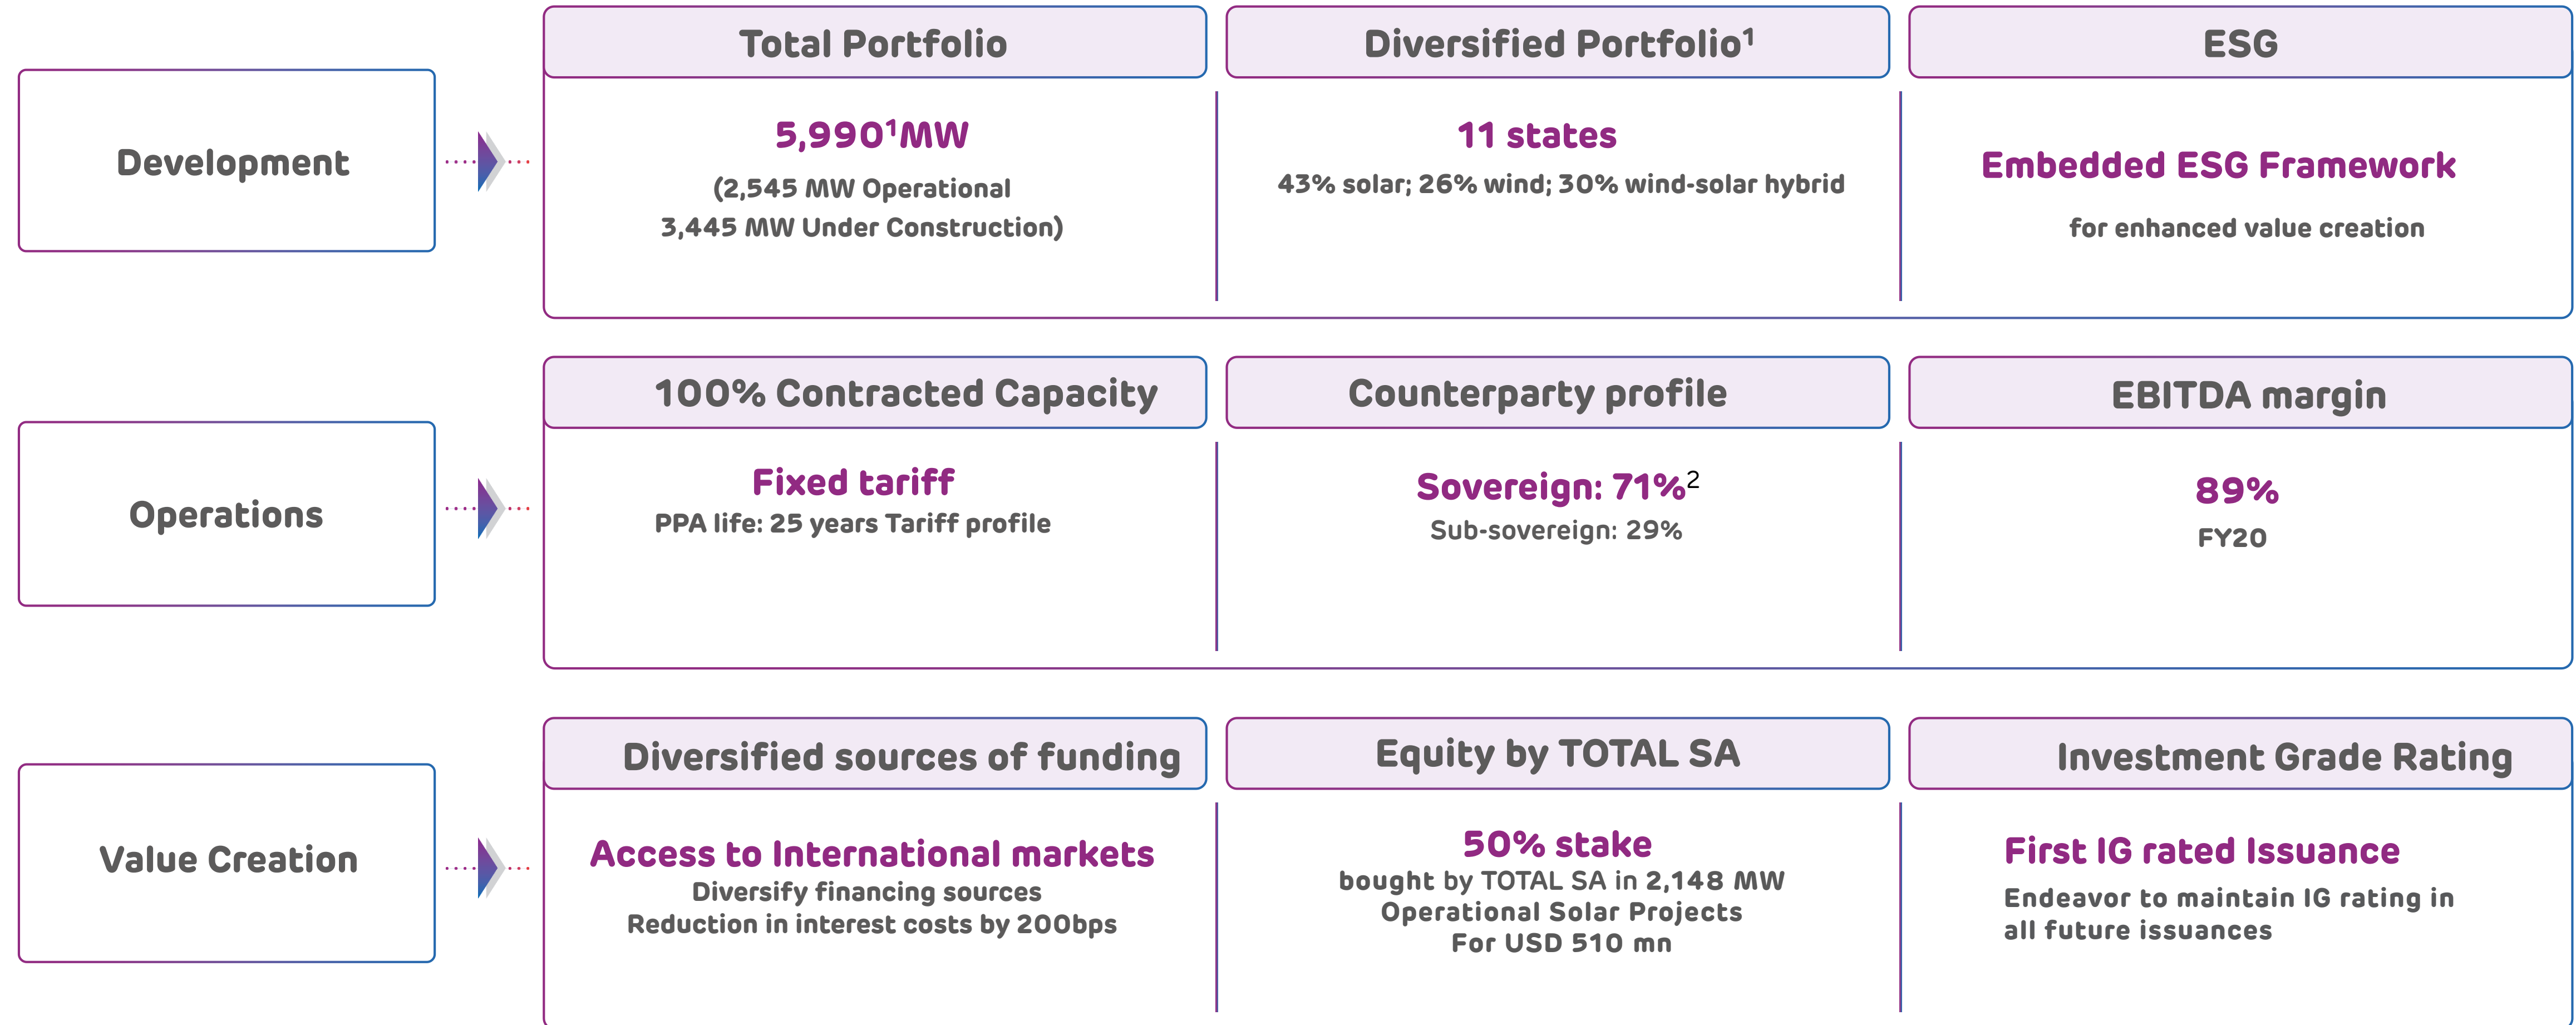 Development
Total Portfolio
5,990¹MW
(2,545 MW Operational
3,445 MW Under Construction)
Diversified Portfolio¹
11 states
43% solar; 26% wind; 30% wind-solar hybrid
ESG
Embedded ESG Framework
for enhanced value creation
Operations
100% Contracted Capacity
Fixed tariff
PPA life: 25 years Tariff profile
Counterparty profile
Sovereign: 71%²
Sub-sovereign: 29%
EBITDA margin
89%
FY20
Value Creation
Diversified sources of funding
Access to International markets
Diversify financing sources
Reduction in interest costs by 200bps
Equity by TOTAL SA
50% stake
bought by TOTAL SA in 2,148 MW
Operational Solar Projects
For USD 510 mn
Investment Grade Rating
First IG rated Issuance
Endeavor to maintain IG rating in
all future issuances